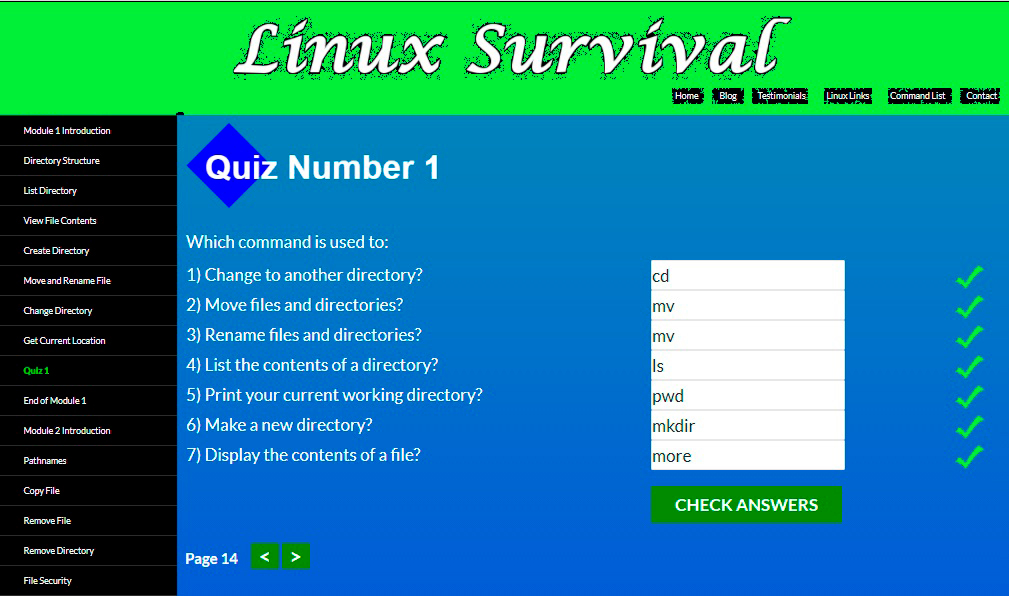 Linux Survival
Home Blog Testimonials Linux Links Command List Contact
Module 1 Introduction
Directory Structure
List Directory
View File Contents
Create Directory
Move and Rename File
Change Directory
Get Current Location
Quiz 1
End of Module 1
Module 2 Introduction
Pathnames
Copy File
Remove File
Remove Directory
File Security
Quiz Number 1
Which command is used to:
1) Change to another directory? cd
2) Move files and directories? mv
3) Rename files and directories? mv
4) List the contents of a directory? ls
5) Print your current working directory? pwd
6) Make a new directory? mkdir
7) Display the contents of a file? more
CHECK ANSWERS
Page 14 < >